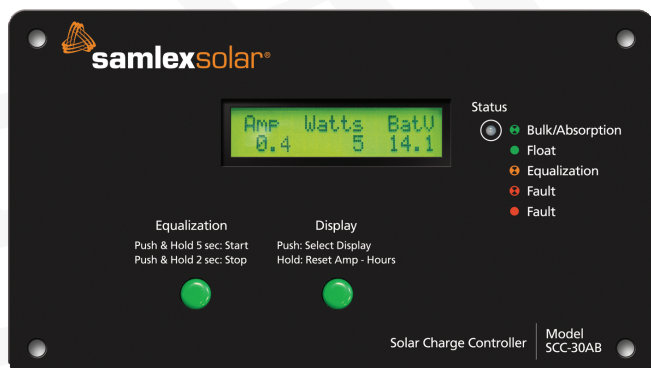 samlexsolar®
Amp Watts BatV
0.4 5 14.1
Status
Bulk/Absorption
Float
Equalization
Fault
Fault
Equalization
Push & Hold 5 sec: Start
Push & Hold 2 sec: Stop
Display
Push: Select Display
Hold: Reset Amp - Hours
Solar Charge Controller
Model
SCC-30AB